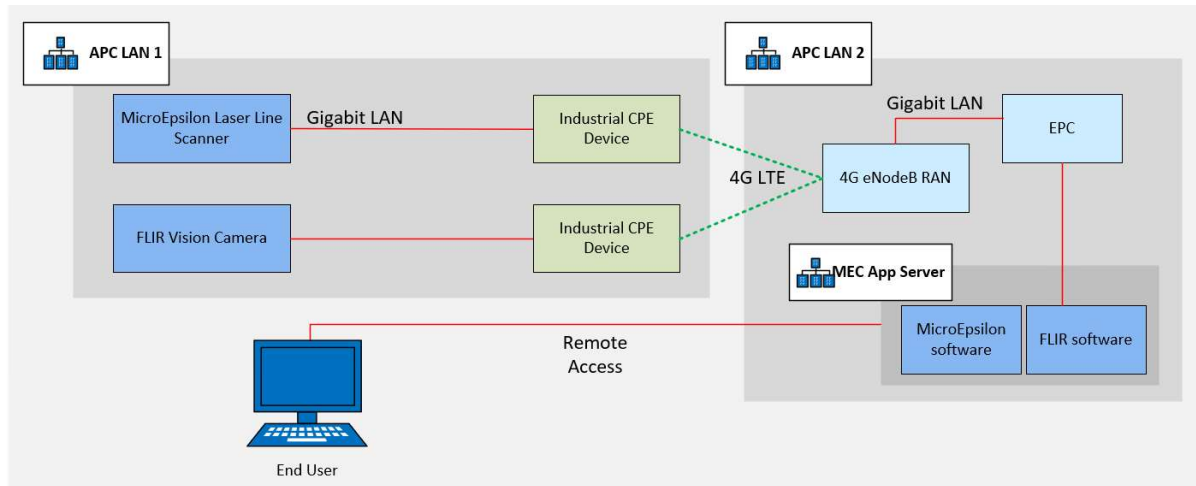 APC LAN 1
APC LAN 2
MicroEpsilon Laser Line
Scanner
Gigabit LAN
Industrial CPE
Device
4G LTE
4G eNodeB RAN
Gigabit LAN
EPC
FLIR Vision Camera
Industrial CPE
Device
MEC App Server
MicroEpsilon
software
FLIR software
Remote
Access
End User